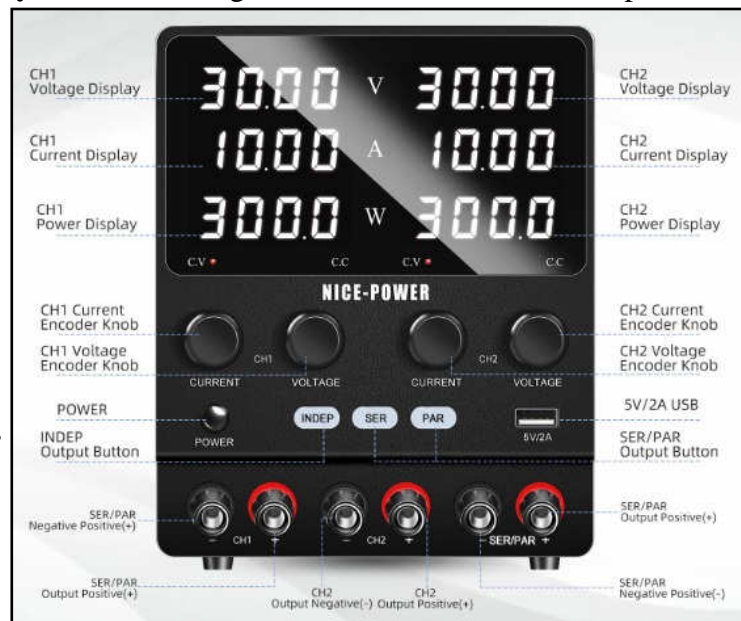 CH1
Voltage Display
30.00 V 30.00
CH2
Voltage Display
CH1
Current Display
10.00 A 10.00
CH2
Current Display
CH1
Power Display
300.0 W 300.0
CH2
Power Display
C.V C.C C.V C.C
NICE-POWER
CH1 Current
Encoder Knob
CH2 Current
Encoder Knob
CH1 Voltage
Encoder Knob
CH1
CH2
CH2 Voltage
Encoder Knob
CURRENT VOLTAGE CURRENT VOLTAGE
POWER
INDEP SER PAR
5V/2A USB
POWER
5V/2A
INDEP
Output Button
SER/PAR
Output Button
SER/PAR
Negative Positive(+)
SER/PAR
Output Positive(+)
- CH1 + - CH2 + - SER/PAR +
SER/PAR
Output Positive(+)
CH2
Output Negative(-)
CH2
Output Positive(+)
SER/PAR
Negative Positive(-)